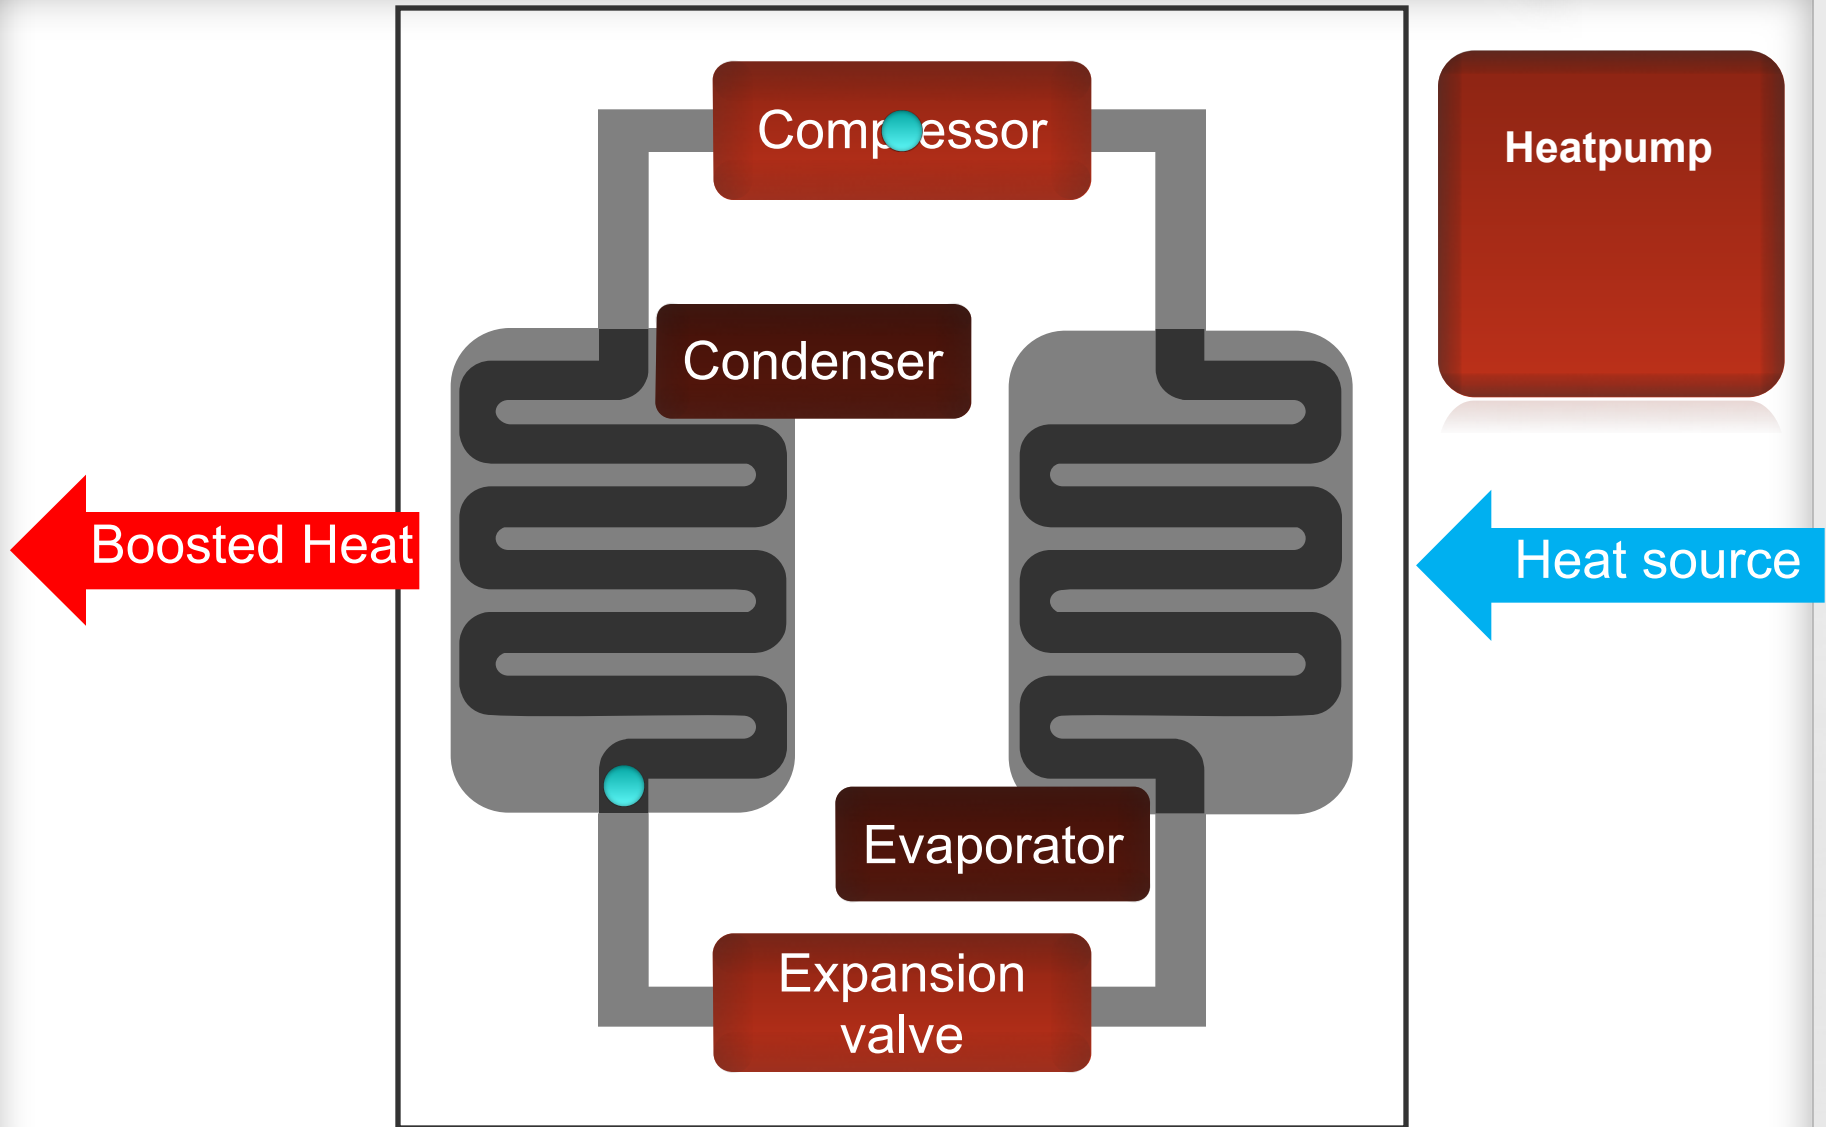 Compressor
Heatpump
Condenser
Boosted Heat
Heat source
Evaporator
Expansion
valve